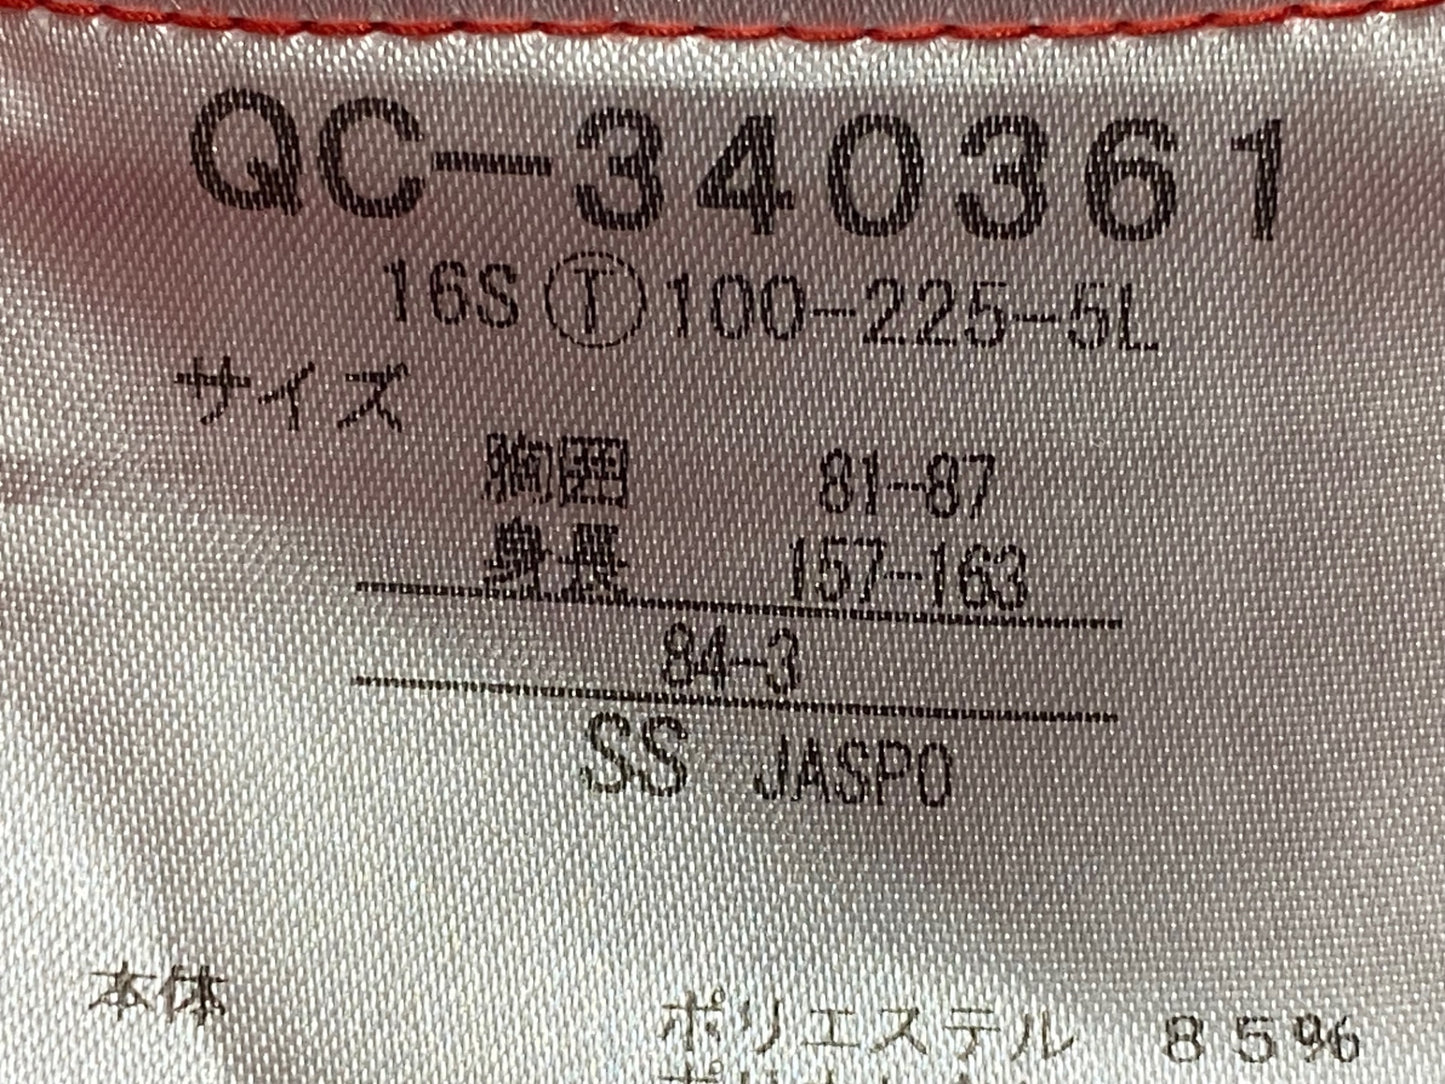 QC-340361
16S Ⓣ 100-225-5L
サイズ
胸囲 81-87
身長 157-163
84-3
SS JASPO
本体 ポリエステル 85%